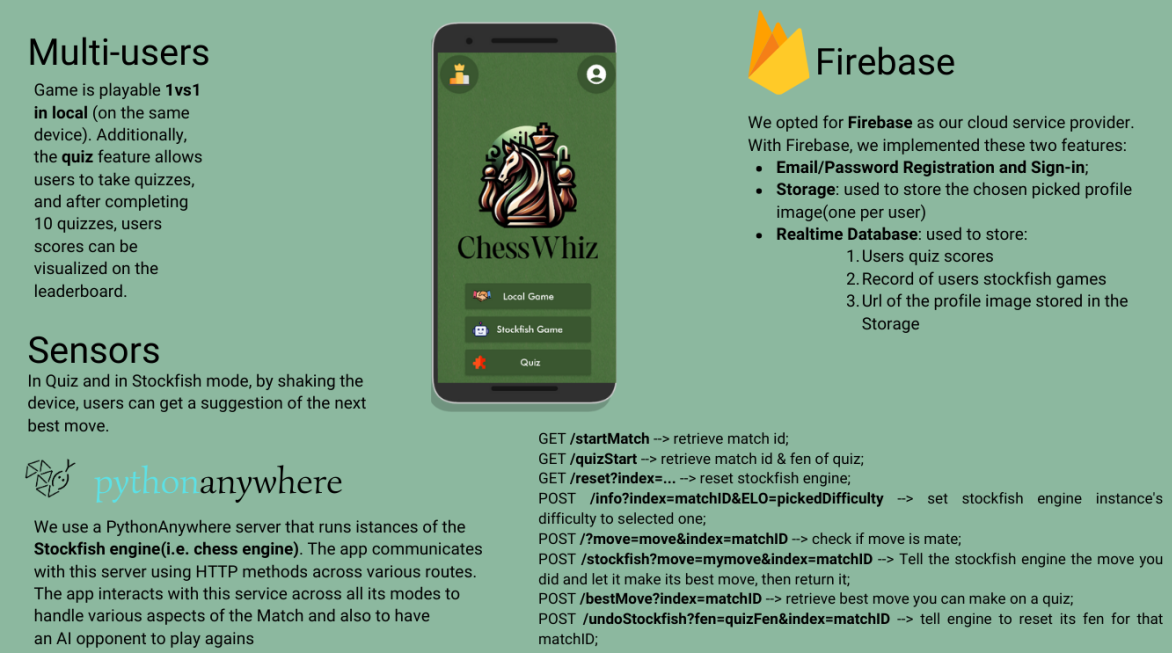 Multi-users
Game is playable 1vs1
in local (on the same
device). Additionally,
the quiz feature allows
users to take quizzes,
and after completing
10 quizzes, users
scores can be
visualized on the
leaderboard.
Sensors
In Quiz and in Stockfish mode, by shaking the
device, users can get a suggestion of the next
best move.
pythonanywhere
We use a PythonAnywhere server that runs istances of the
Stockfish engine(i.e. chess engine). The app communicates
with this server using HTTP methods across various routes.
The app interacts with this service across all its modes to
handle various aspects of the Match and also to have
an AI opponent to play agains
ChessWhiz
Local Game
Stockfish Game
Quiz
Firebase
We opted for Firebase as our cloud service provider.
With Firebase, we implemented these two features:
• Email/Password Registration and Sign-in;
• Storage: used to store the chosen picked profile
image(one per user)
• Realtime Database: used to store:
1. Users quiz scores
2. Record of users stockfish games
3. Url of the profile image stored in the
Storage
GET /startMatch --> retrieve match id;
GET /quizStart --> retrieve match id & fen of quiz;
GET /reset?index=... --> reset stockfish engine;
POST /info?index=matchID&ELO=pickedDifficulty --> set stockfish engine instance's
difficulty to selected one;
POST /?move=move&index=matchID --> check if move is mate;
POST /stockfish?move=mymove&index=matchID --> Tell the stockfish engine the move you
did and let it make its best move, then return it;
POST /bestMove?index=matchID --> retrieve best move you can make on a quiz;
POST /undoStockfish?fen=quizFen&index=matchID --> tell engine to reset its fen for that
matchID;